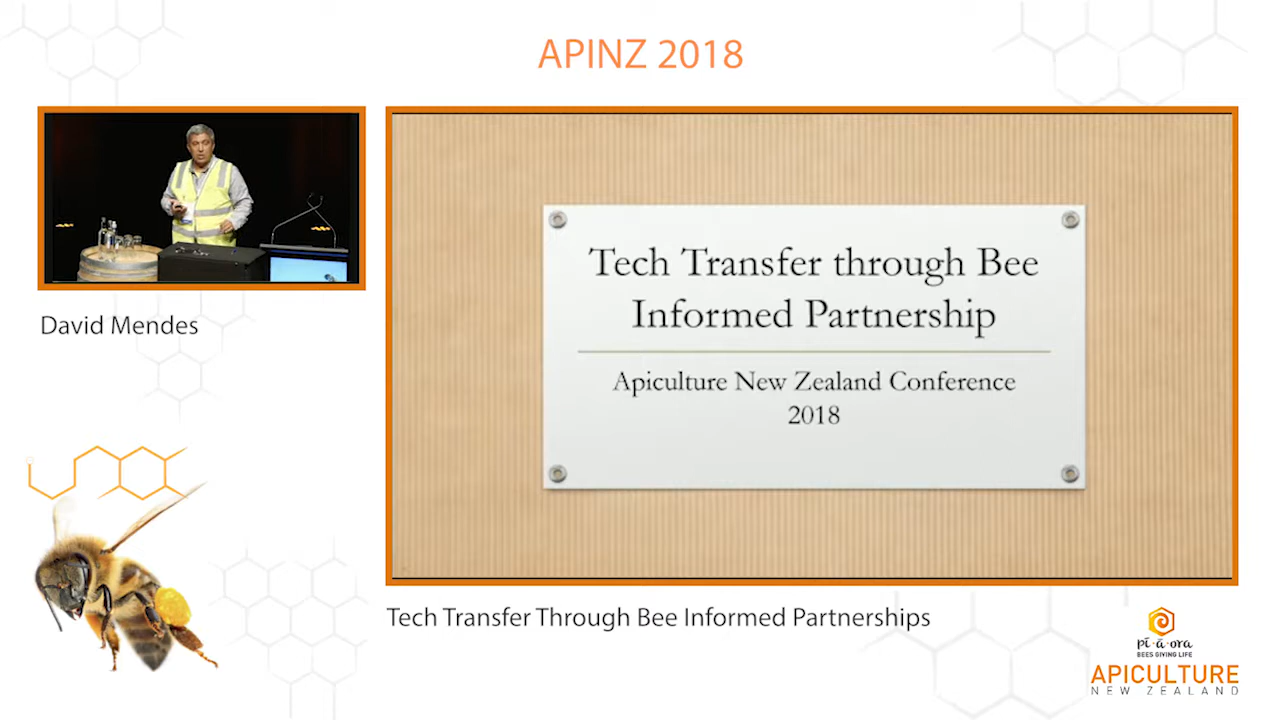 APINZ 2018
David Mendes
Tech Transfer through Bee
Informed Partnership
Apiculture New Zealand Conference
2018
Tech Transfer Through Bee Informed Partnerships
pī-ā-ora
BEES GIVING LIFE
APICULTURE
NEW ZEALAND